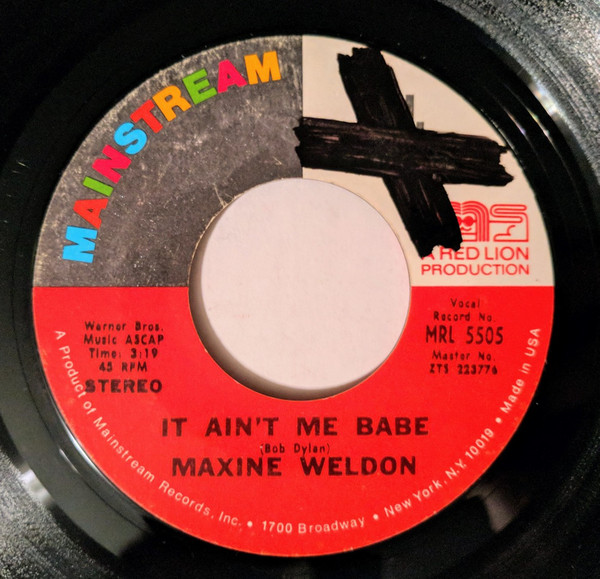 MAINSTREAM
A RED LION
PRODUCTION
Warner Bros.
Music ASCAP
Time: 3:19
45 RPM
STEREO
Vocal
Record No.
MRL 5505
Master No.
ZTS 223776
IT AIN'T ME BABE
(Bob Dylan)
MAXINE WELDON
A Product of Mainstream Records, Inc. • 1700 Broadway • New York, N.Y. 10019 • Made in USA